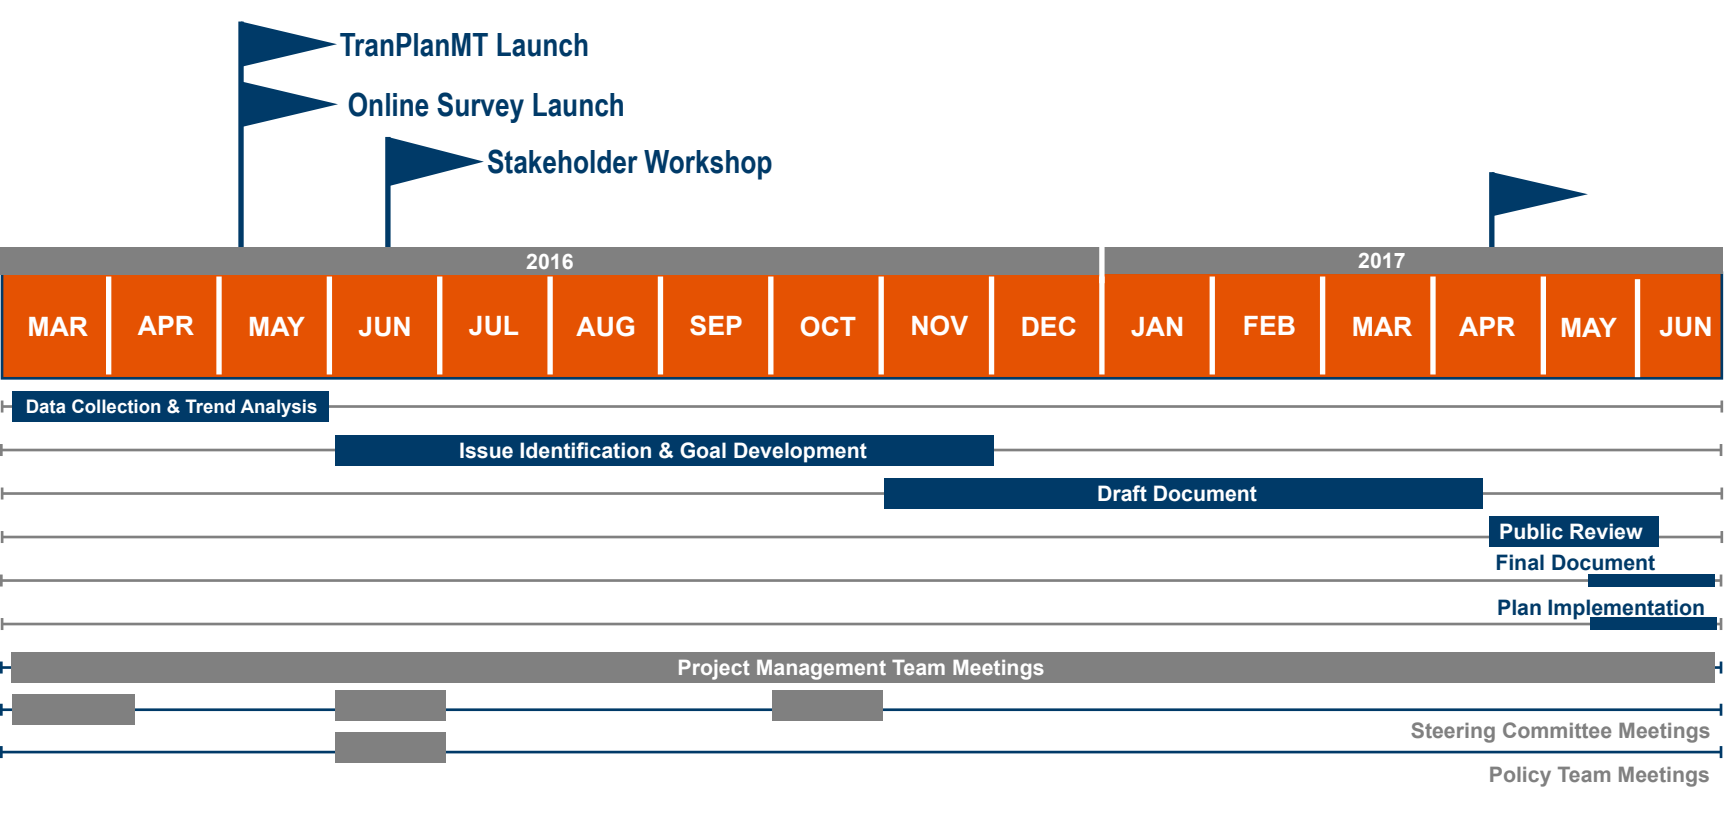 TranPlanMT Launch
Online Survey Launch
Stakeholder Workshop
2016 2017
MAR APR MAY JUN JUL AUG SEP OCT NOV DEC JAN FEB MAR APR MAY JUN
Data Collection & Trend Analysis
Issue Identification & Goal Development
Draft Document
Public Review
Final Document
Plan Implementation
Project Management Team Meetings
Steering Committee Meetings
Policy Team Meetings